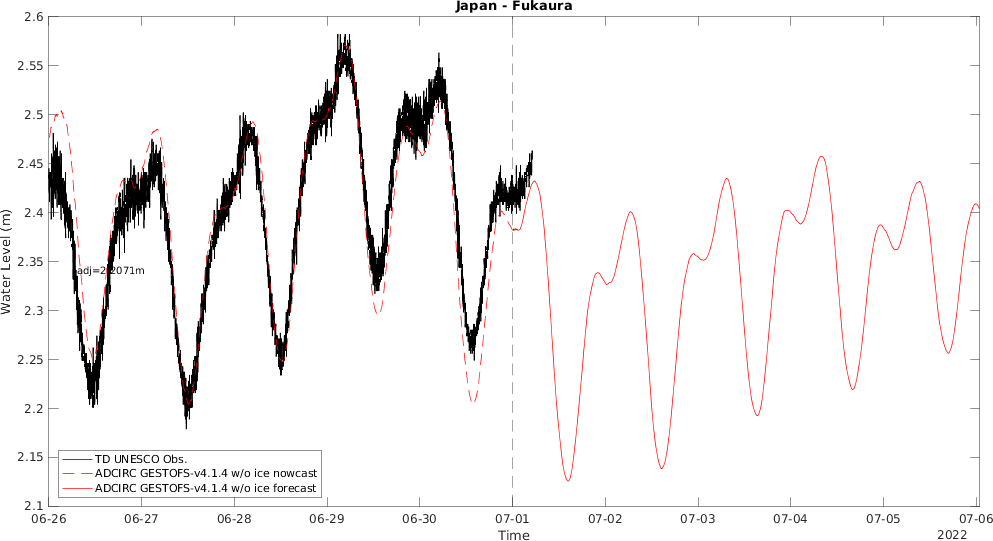 Japan - Fukaura
2.6
2.55
2.5
2.45
2.4
2.35
2.3
2.25
2.2
2.15
2.1
Water Level (m)
adj=2.2071m
TD UNESCO Obs.
ADCIRC GESTOFS-v4.1.4 w/o ice nowcast
ADCIRC GESTOFS-v4.1.4 w/o ice forecast
06-26 06-27 06-28 06-29 06-30 07-01 07-02 07-03 07-04 07-05 07-06
Time
2022